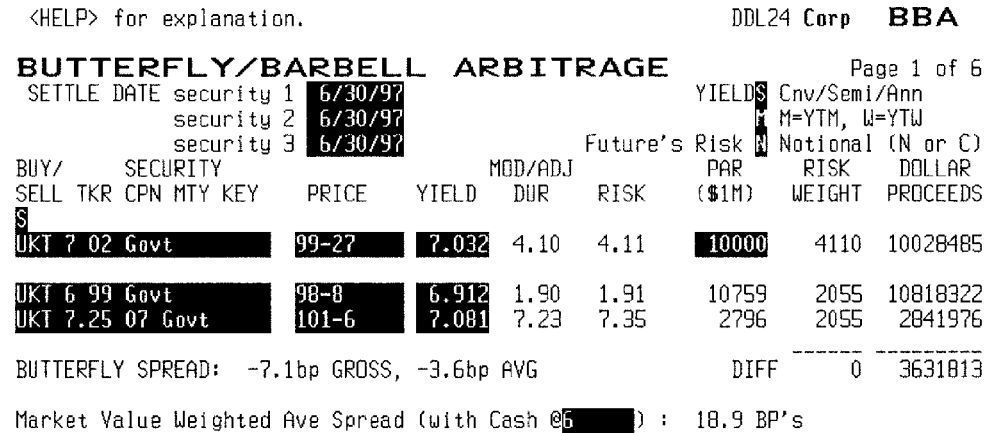 <HELP> for explanation. DDL24 Corp BBA
BUTTERFLY/BARBELL ARBITRAGE Page 1 of 6
SETTLE DATE security 1 6/30/97 YIELDS Cnv/Semi/Ann
security 2 6/30/97 M M=YTM, W=YTW
security 3 6/30/97 Future's Risk N Notional (N or C)
BUY/ SECURITY MOD/ADJ PAR RISK DOLLAR
SELL TKR CPN MTY KEY PRICE YIELD DUR RISK ($1M) WEIGHT PROCEEDS
S
UKT 7 02 Govt 99-27 7.032 4.10 4.11 10000 4110 10028485
UKT 6 99 Govt 98-8 6.912 1.90 1.91 10759 2055 10818322
UKT 7.25 07 Govt 101-6 7.081 7.23 7.35 2796 2055 2841976
------ ---------
BUTTERFLY SPREAD: -7.1bp GROSS, -3.6bp AVG DIFF 0 3631813
Market Value Weighted Ave Spread (with Cash @6 ) : 18.9 BP's